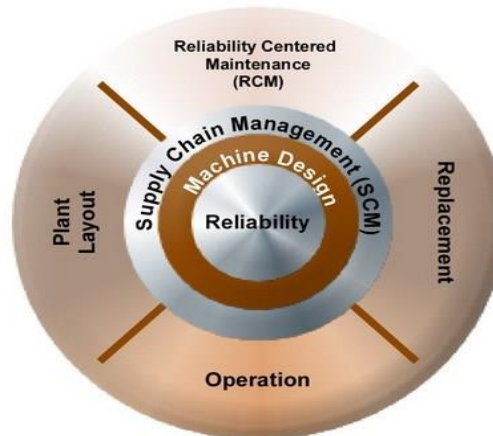 Reliability Centered
Maintenance
(RCM)
Supply Chain Management (SCM)
Machine Design
Reliability
Plant
Layout
Replacement
Operation